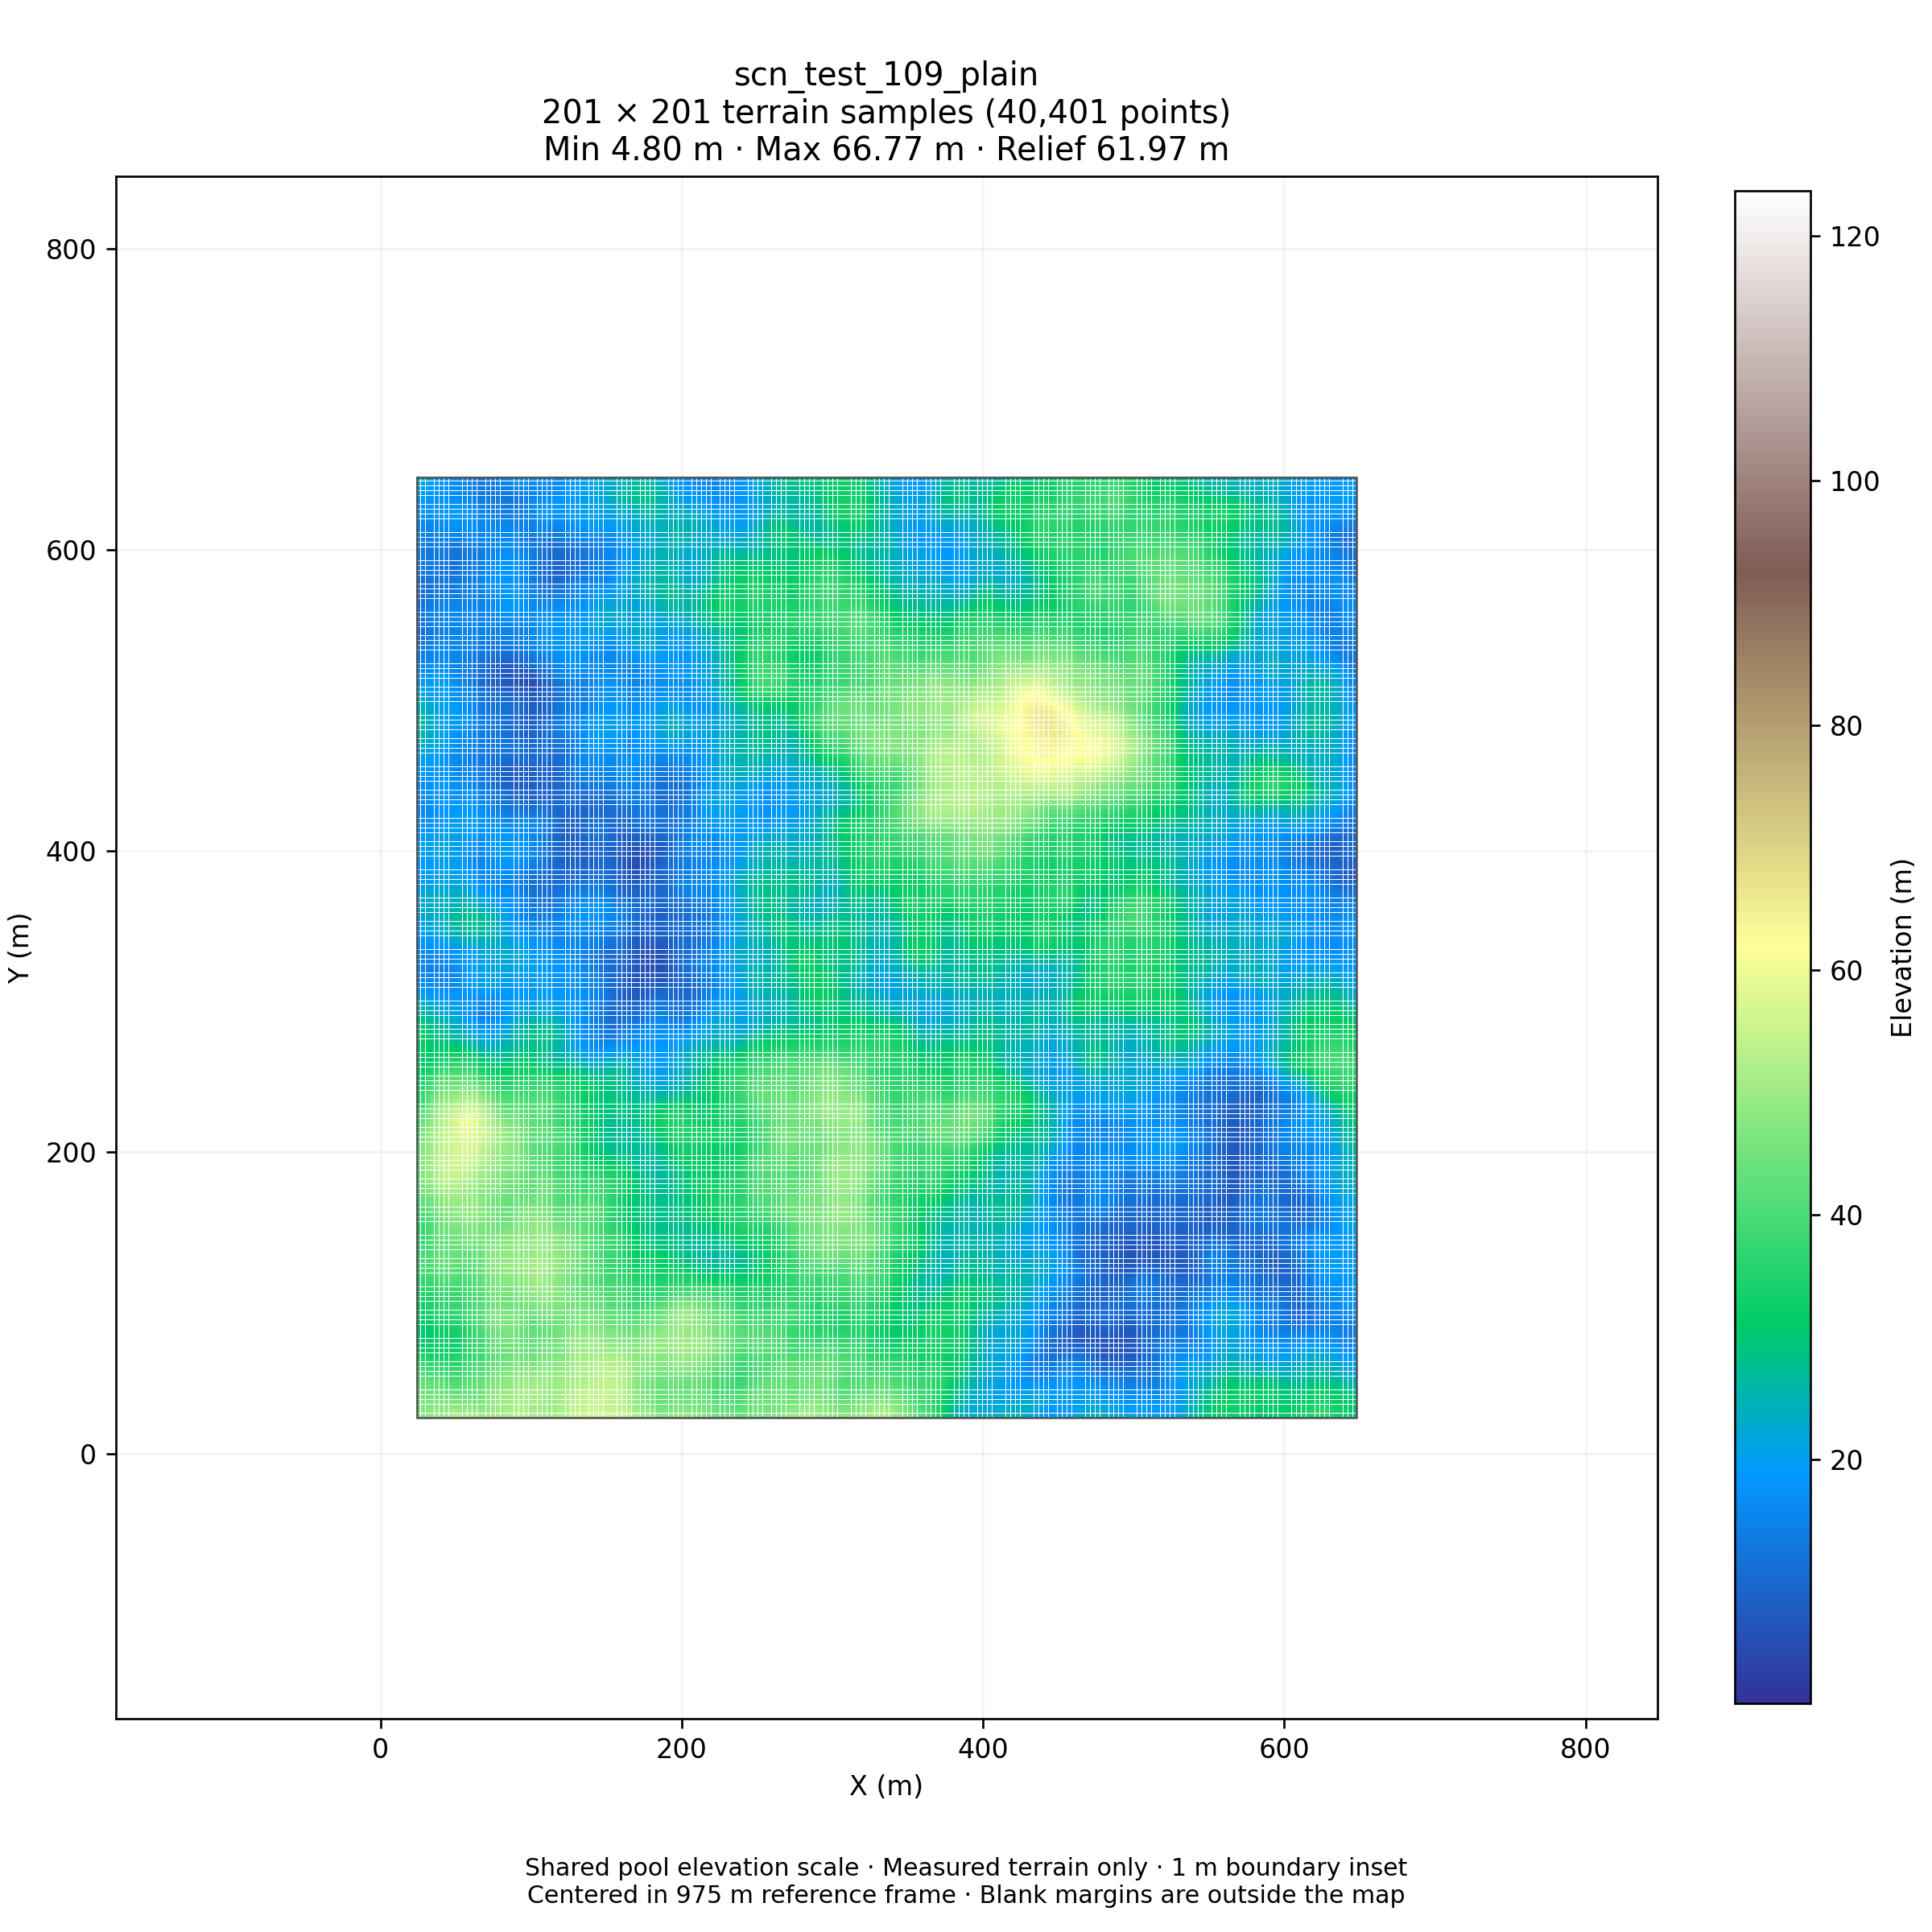 scn_test_109_plain
201 × 201 terrain samples (40,401 points)
Min 4.80 m · Max 66.77 m · Relief 61.97 m
800
600
400
200
0
Y (m)
0
200
400
600
800
X (m)
120
100
80
60
40
20
Elevation (m)
Shared pool elevation scale · Measured terrain only · 1 m boundary inset
Centered in 975 m reference frame · Blank margins are outside the map